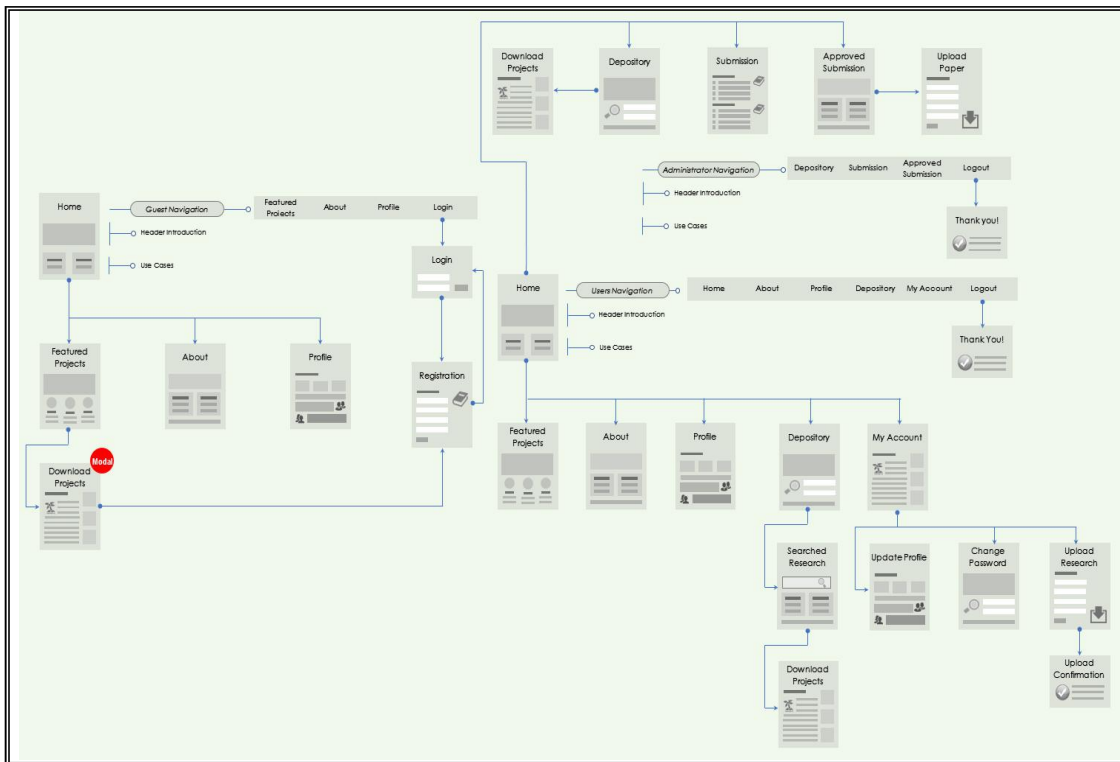 Download
Projects
Depository
Submission
Approved
Submission
Upload
Paper
Administrator Navigation
Depository
Submission
Approved
Submission
Logout
Header Introduction
Use Cases
Thank you!
Home
Guest Navigation
Featured
Projects
About
Profile
Login
Header Introduction
Use Cases
Login
Home
Users Navigation
Home
About
Profile
Depository
My Account
Logout
Header Introduction
Use Cases
Thank You!
Featured
Projects
About
Profile
Registration
Modal
Download
Projects
Featured
Projects
About
Profile
Depository
My Account
Searched
Research
Update Profile
Change
Password
Upload
Research
Download
Projects
Upload
Confirmation